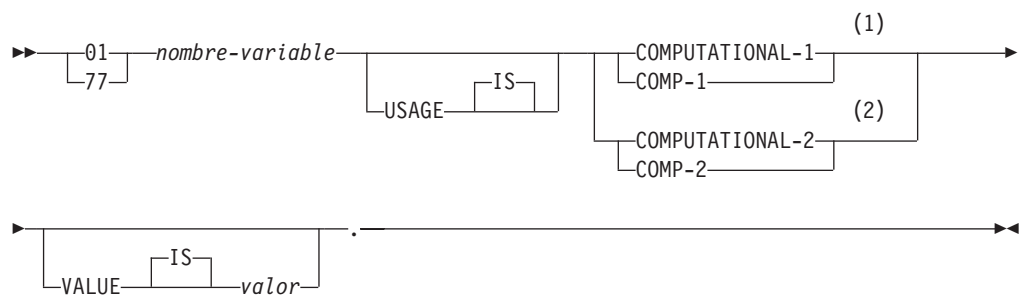 (1)
01 nombre-variable IS COMPUTATIONAL-1
77 USAGE COMP-1
(2)
COMPUTATIONAL-2
COMP-2
.
IS
VALUE valor